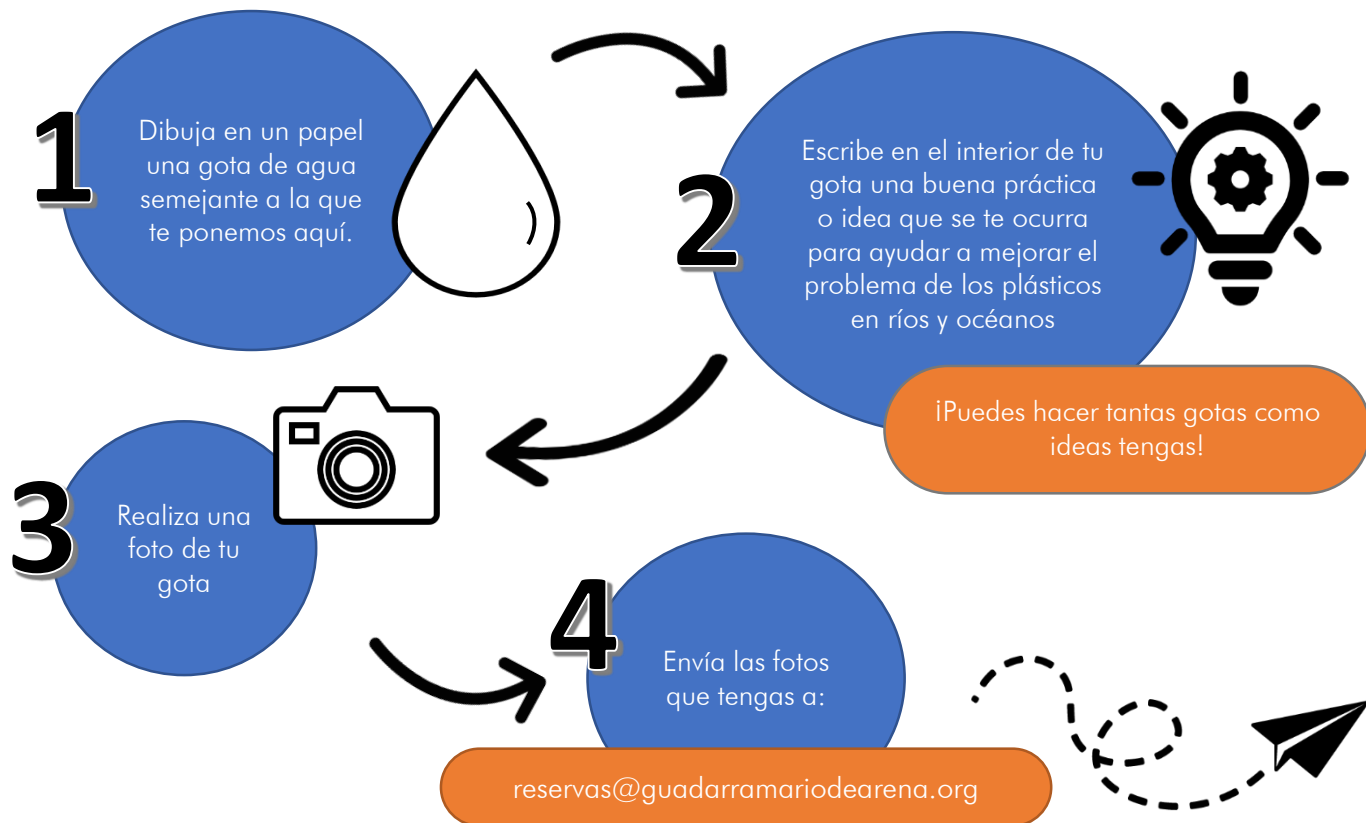 1
Dibuja en un papel
una gota de agua
semejante a la que
te ponemos aquí.
2
Escribe en el interior de tu
gota una buena práctica
o idea que se te ocurra
para ayudar a mejorar el
problema de los plásticos
en ríos y océanos
¡Puedes hacer tantas gotas como
ideas tengas!
3
Realiza una
foto de tu
gota
4
Envía las fotos
que tengas a:
reservas@guadarramariodearena.org